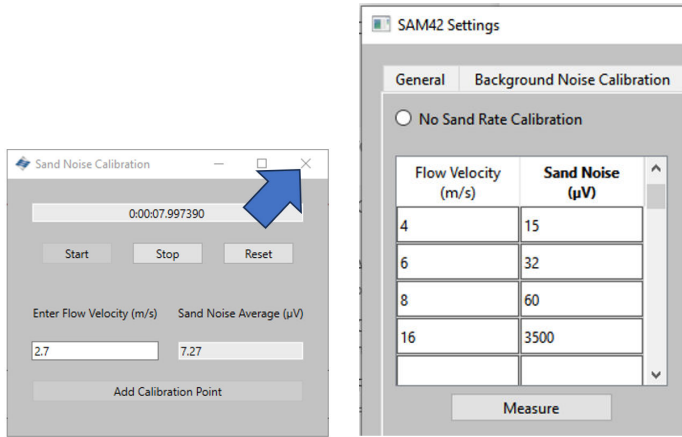 Sand Noise Calibration
0:00:07.997390
Start Stop Reset
Enter Flow Velocity (m/s) Sand Noise Average (µV)
2.7 7.27
Add Calibration Point
SAM42 Settings
General Background Noise Calibration
No Sand Rate Calibration
Flow Velocity Sand Noise
(m/s) (µV)
4 15
6 32
8 60
16 3500
Measure